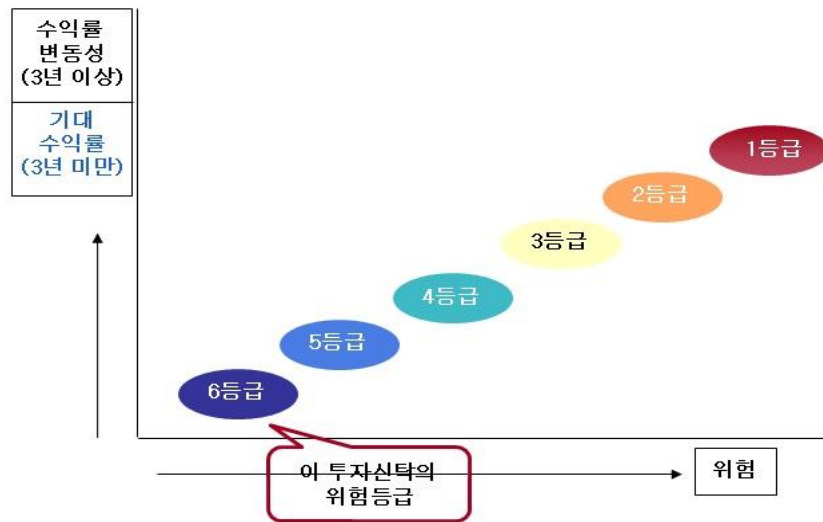 수익률
변동성
(3년 이상)
기대
수익률
(3년 미만)
1등급
2등급
3등급
4등급
5등급
6등급
이 투자신탁의
위험등급
위험